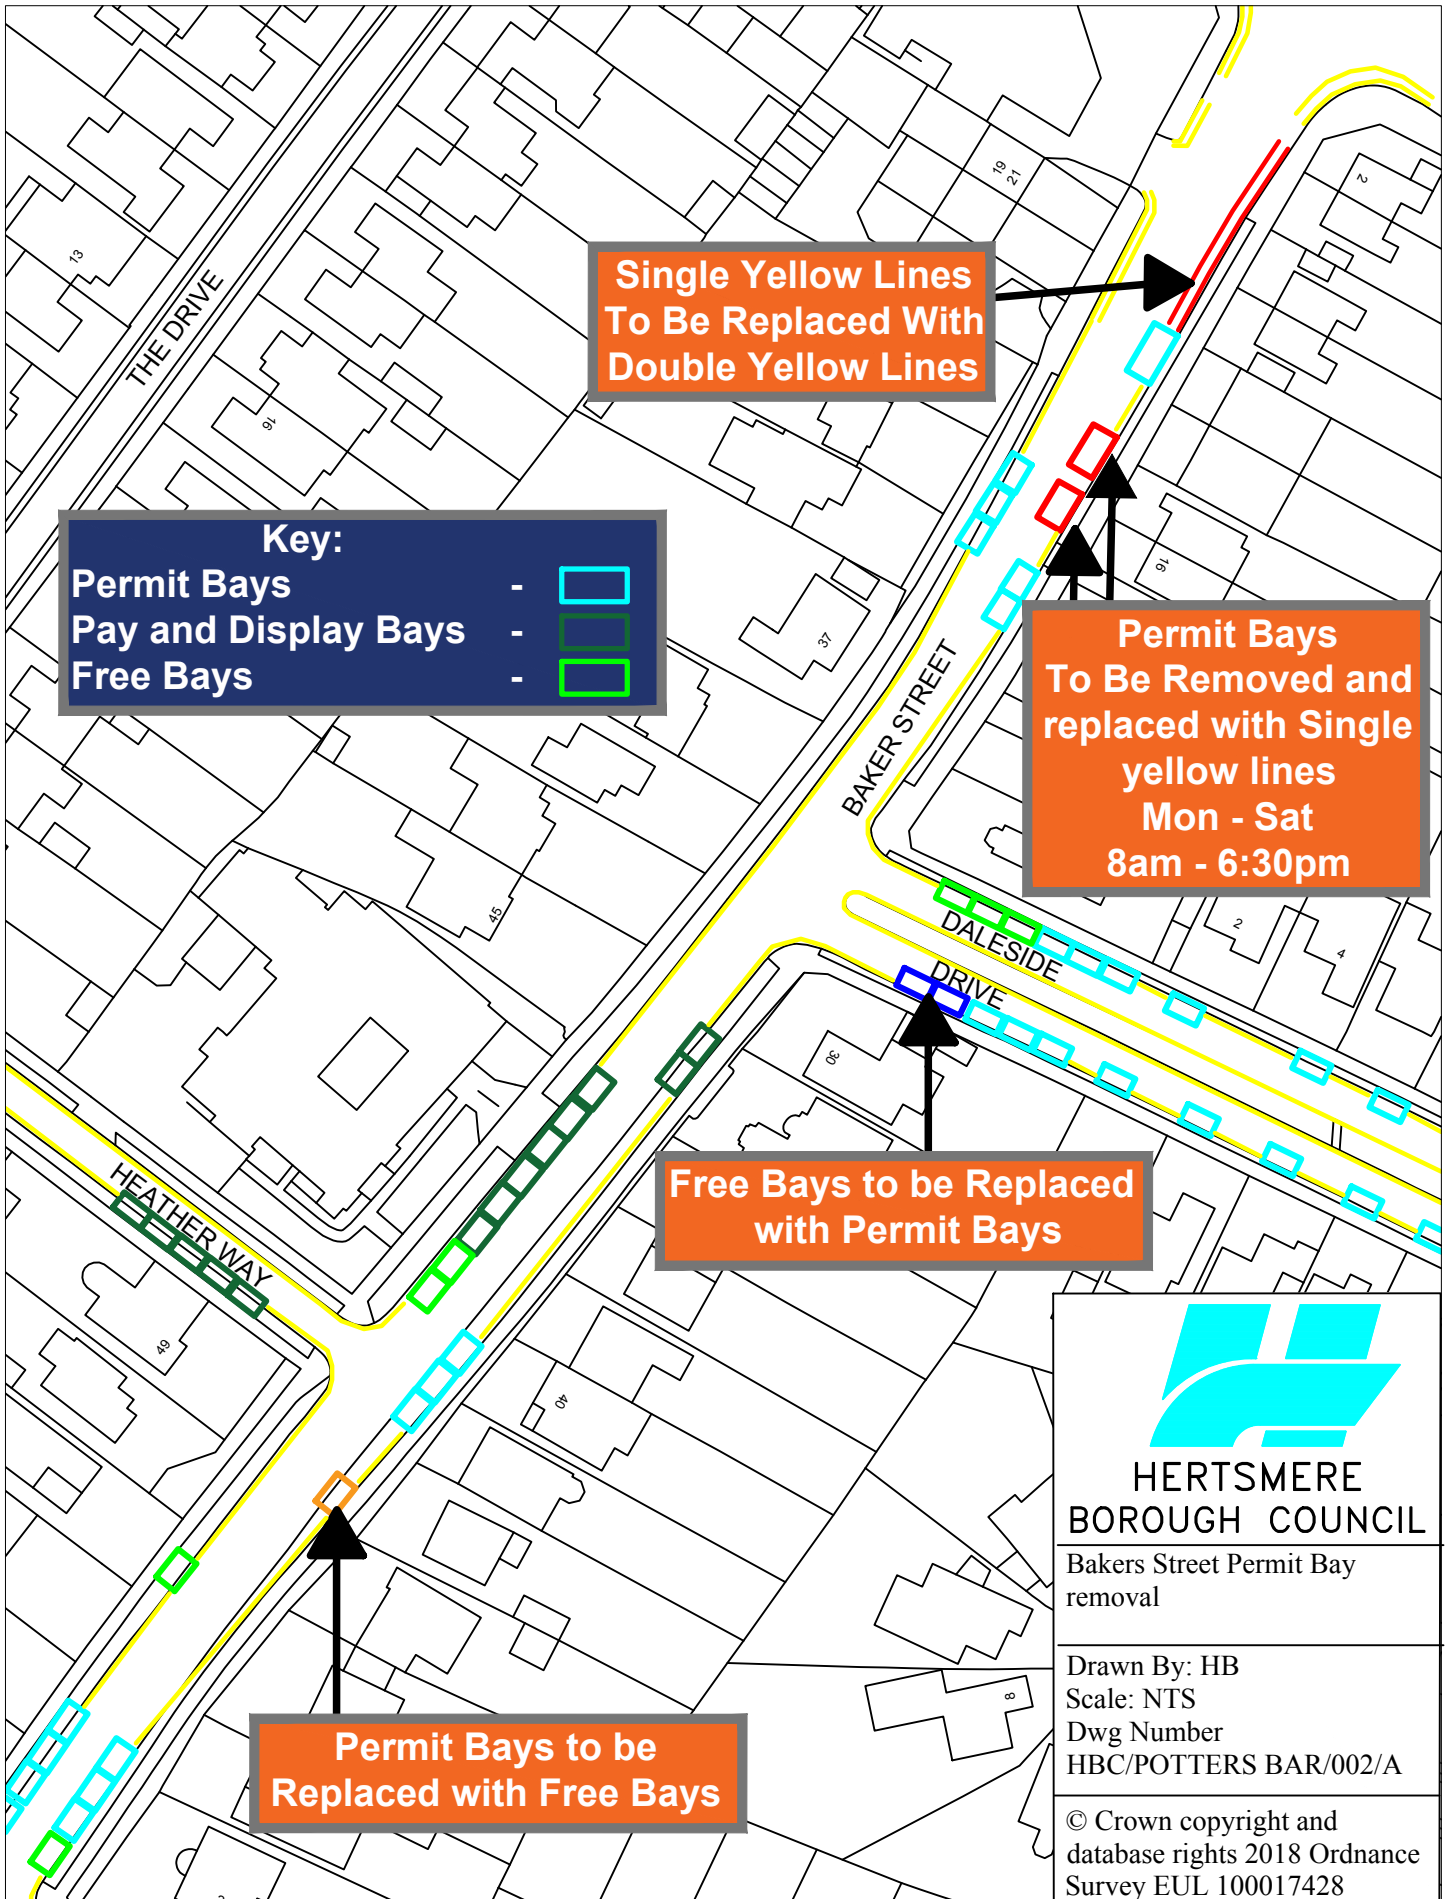 19
21
2
13
THE DRIVE
Single Yellow Lines
To Be Replaced With
Double Yellow Lines
16
Key:
Permit Bays -
Pay and Display Bays -
Free Bays -
16
37
Permit Bays
To Be Removed and
replaced with Single
yellow lines
Mon - Sat
8am - 6:30pm
BAKER STREET
45
2
4
DALESIDE
DRIVE
30
HEATHER WAY
Free Bays to be Replaced
with Permit Bays
49
40
HERTSMERE
BOROUGH COUNCIL
Bakers Street Permit Bay
removal
8
Drawn By: HB
Scale: NTS
Dwg Number
HBC/POTTERS BAR/002/A
Permit Bays to be
Replaced with Free Bays
© Crown copyright and
database rights 2018 Ordnance
Survey EUL 100017428